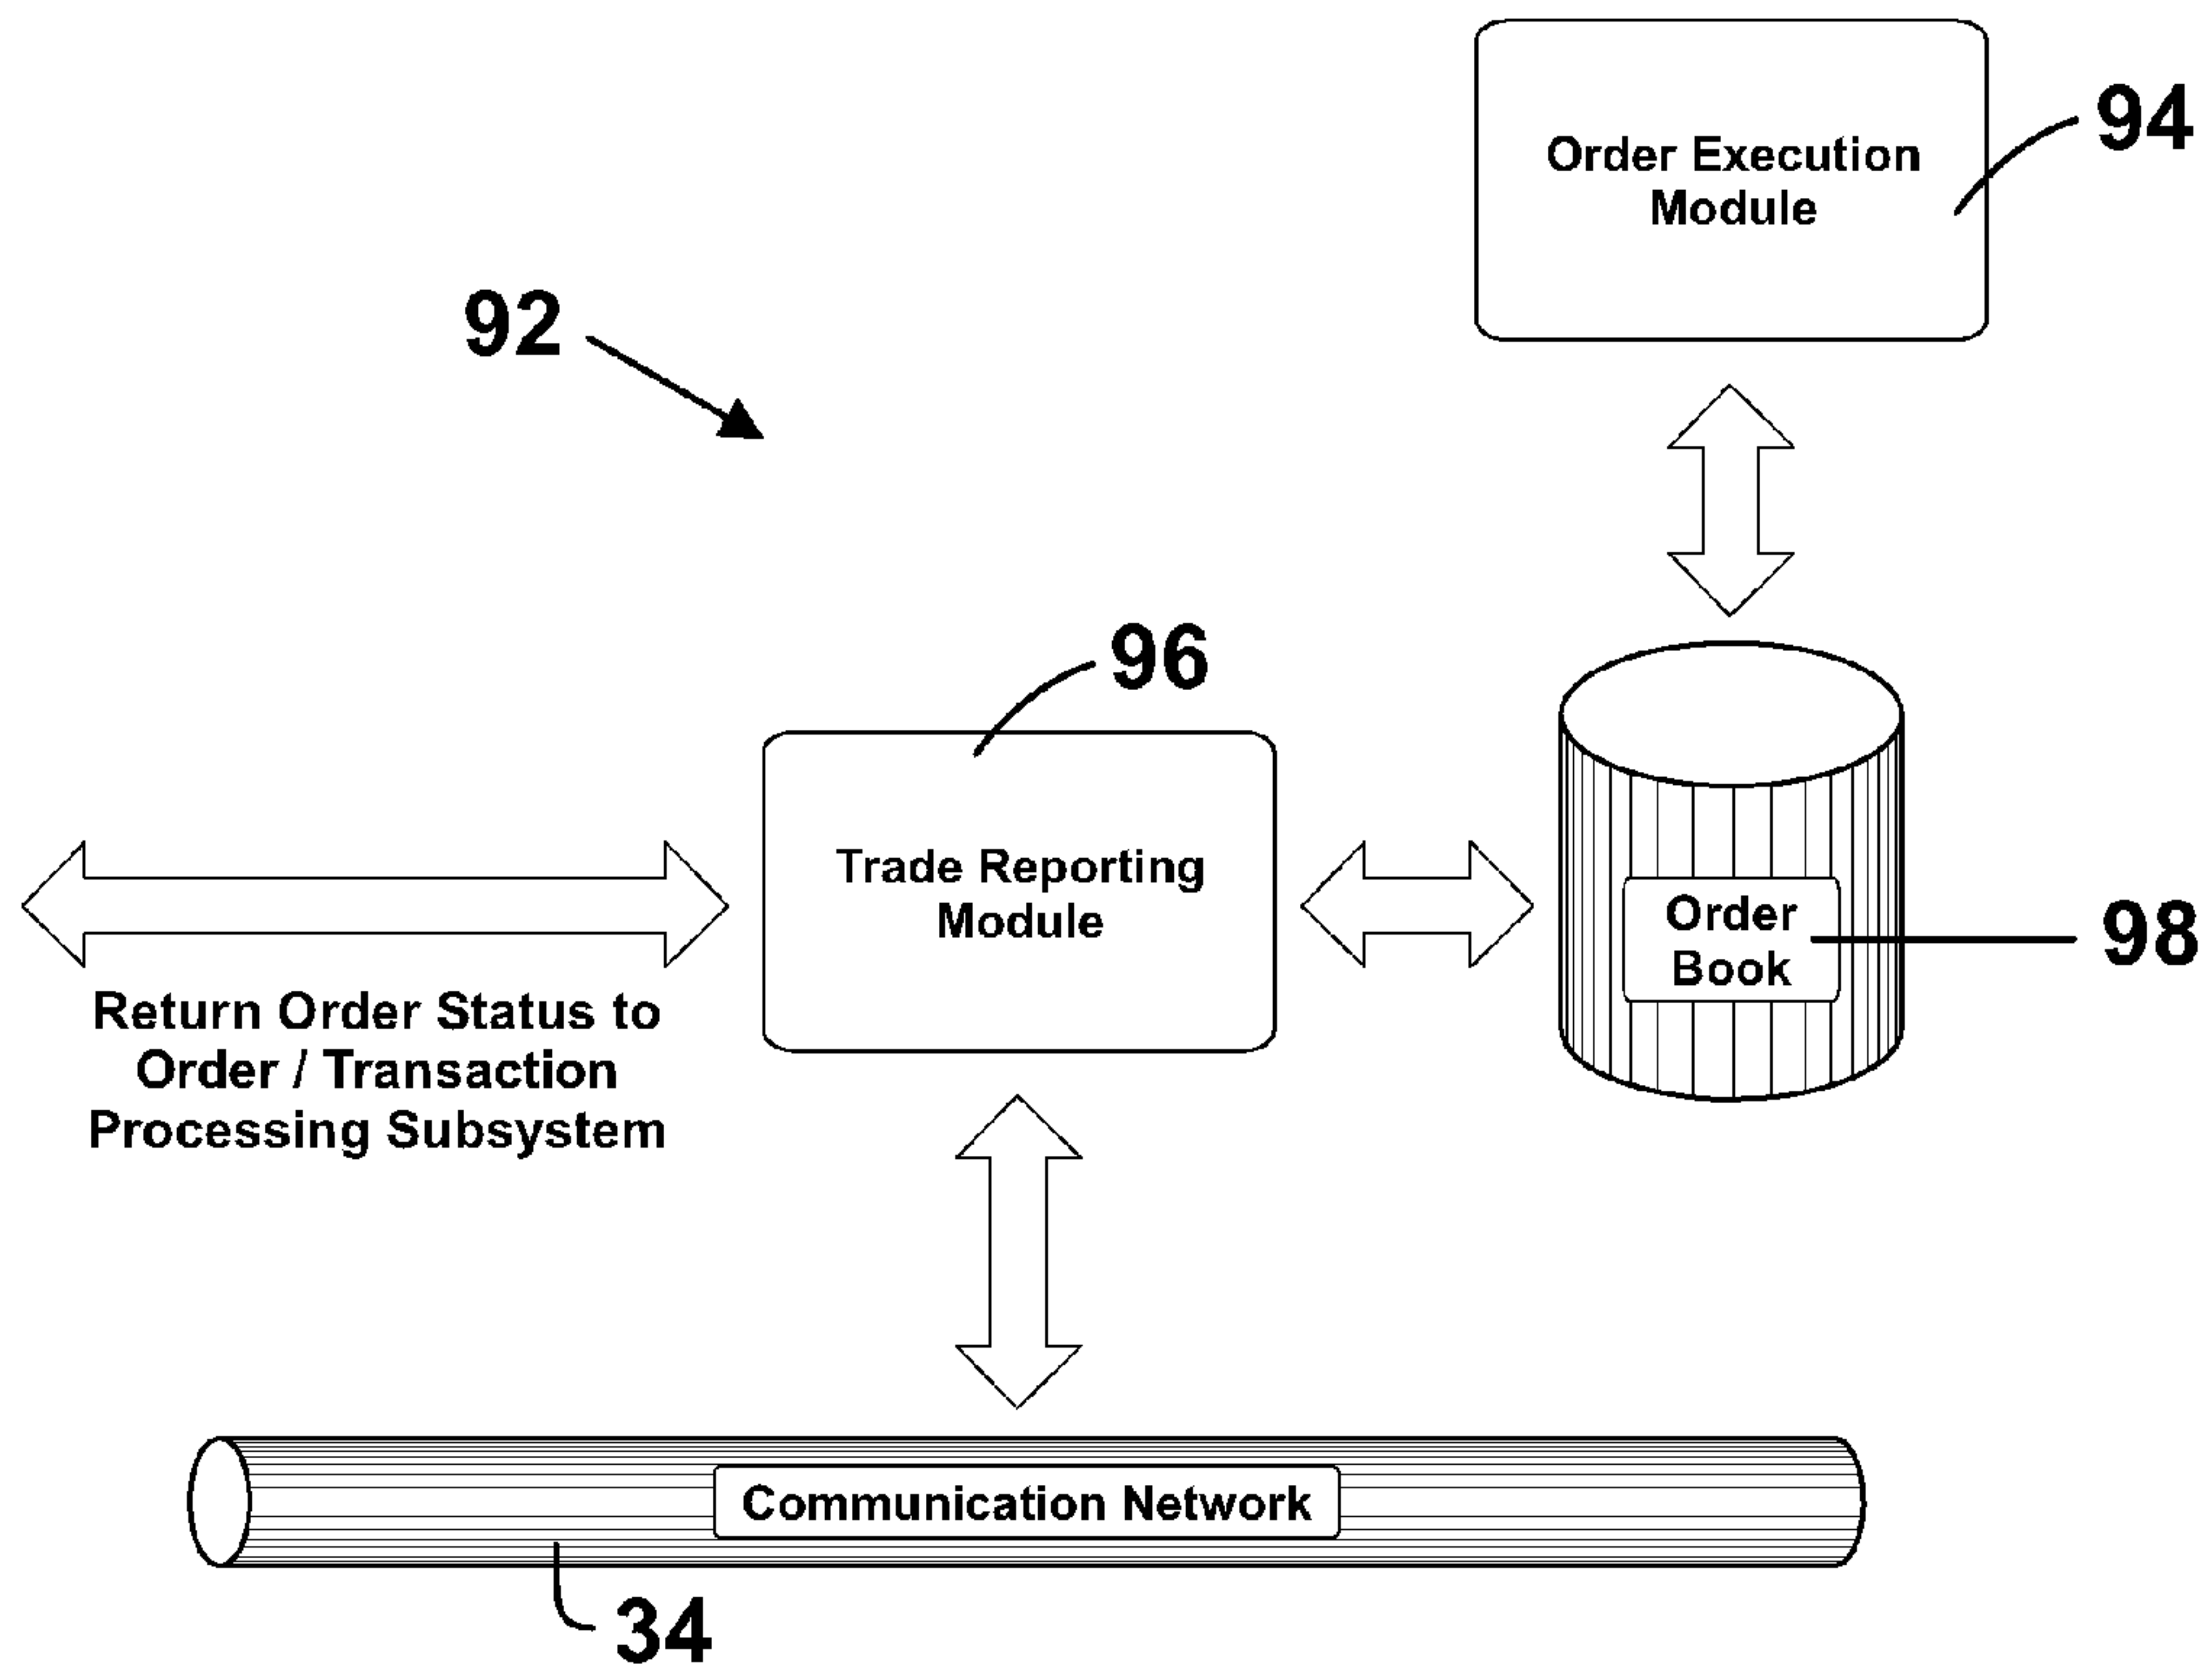 94
Order Execution
Module
92
96
Trade Reporting
Module
Order
Book
98
Return Order Status to
Order / Transaction
Processing Subsystem
Communication Network
34